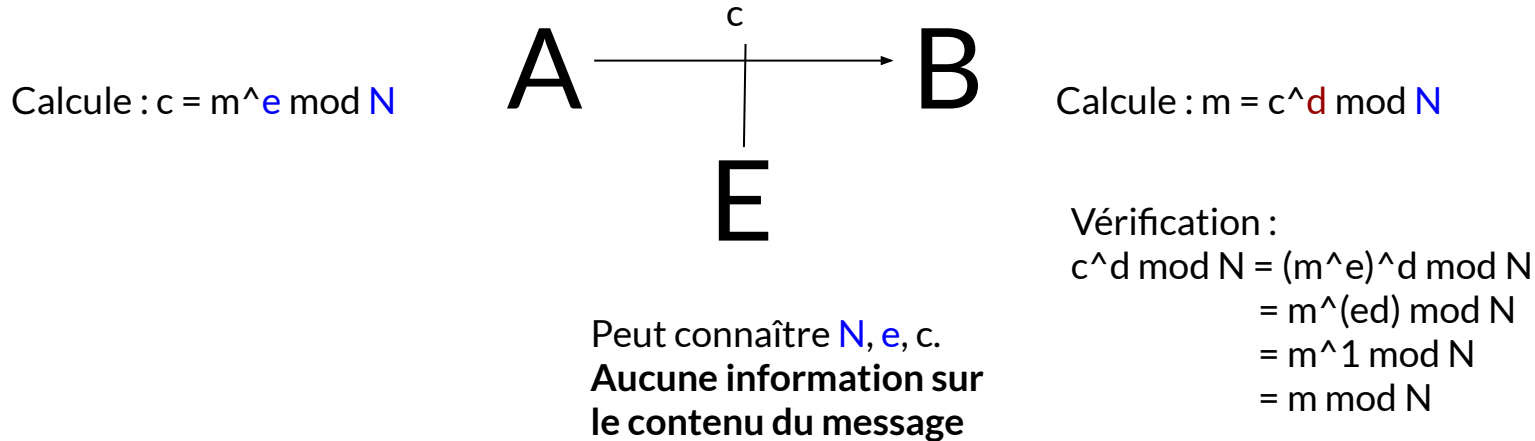 c
A
B
Calcule : c = m^e mod N
Calcule : m = c^d mod N
E
Vérification :
c^d mod N = (m^e)^d mod N
= m^(ed) mod N
= m^1 mod N
= m mod N
Peut connaître N, e, c.
Aucune information sur
le contenu du message